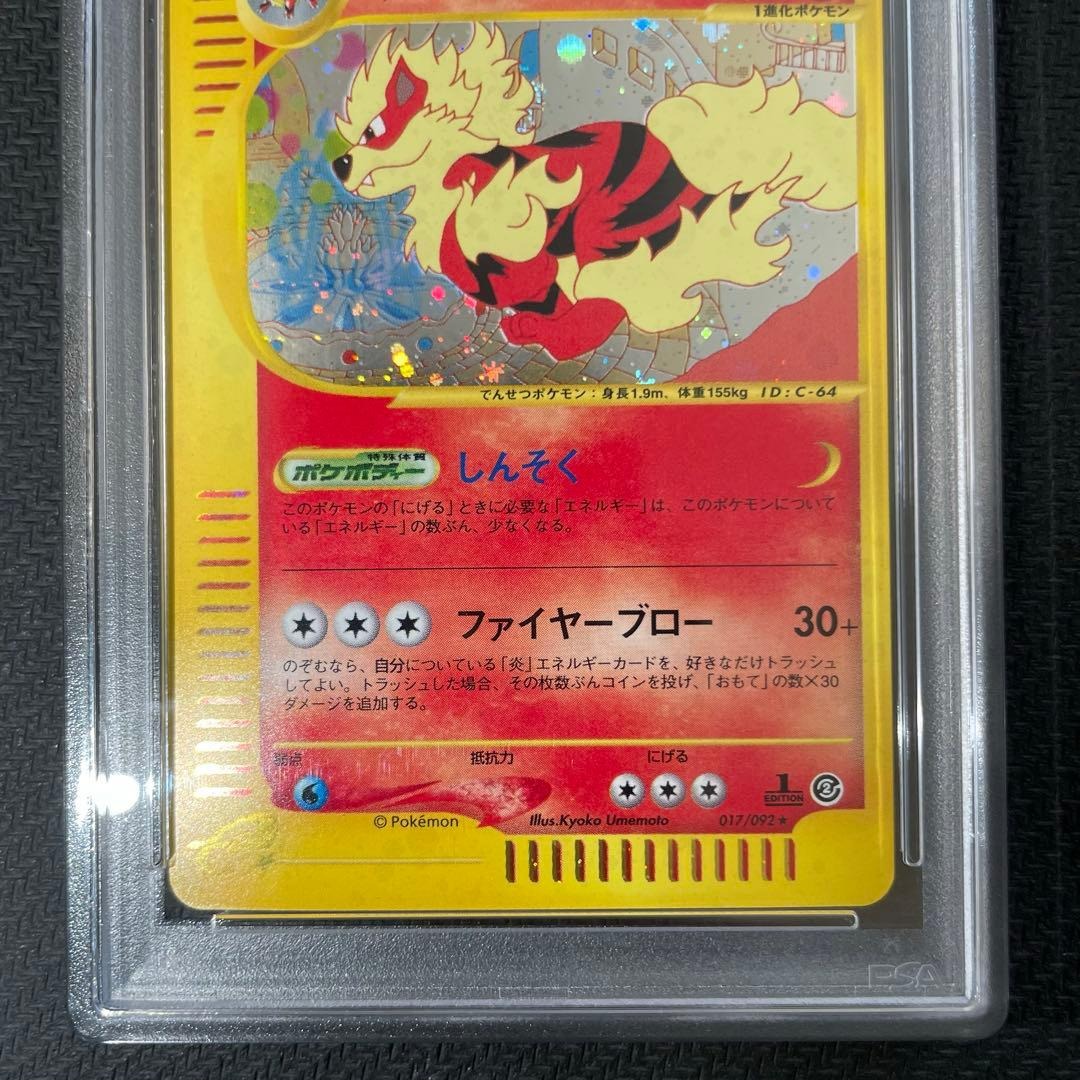 1進化ポケモン
でんせつポケモン：身長1.9m、体重155kg ID：C-64
特殊体質
ポケボディー しんそく
このポケモンの「にげる」ときに必要な「エネルギー」は、このポケモンについて
いる「エネルギー」の数ぶん、少なくなる。
ファイヤーブロー 30+
のぞむなら、自分についている「炎」エネルギーカードを、好きなだけトラッシュ
してよい。トラッシュした場合、その枚数ぶんコインを投げ、「おもて」の数×30
ダメージを追加する。
弱点 抵抗力 にげる
1 EDITION 2
© Pokémon Illus.Kyoko Umemoto 017/092★
PSA